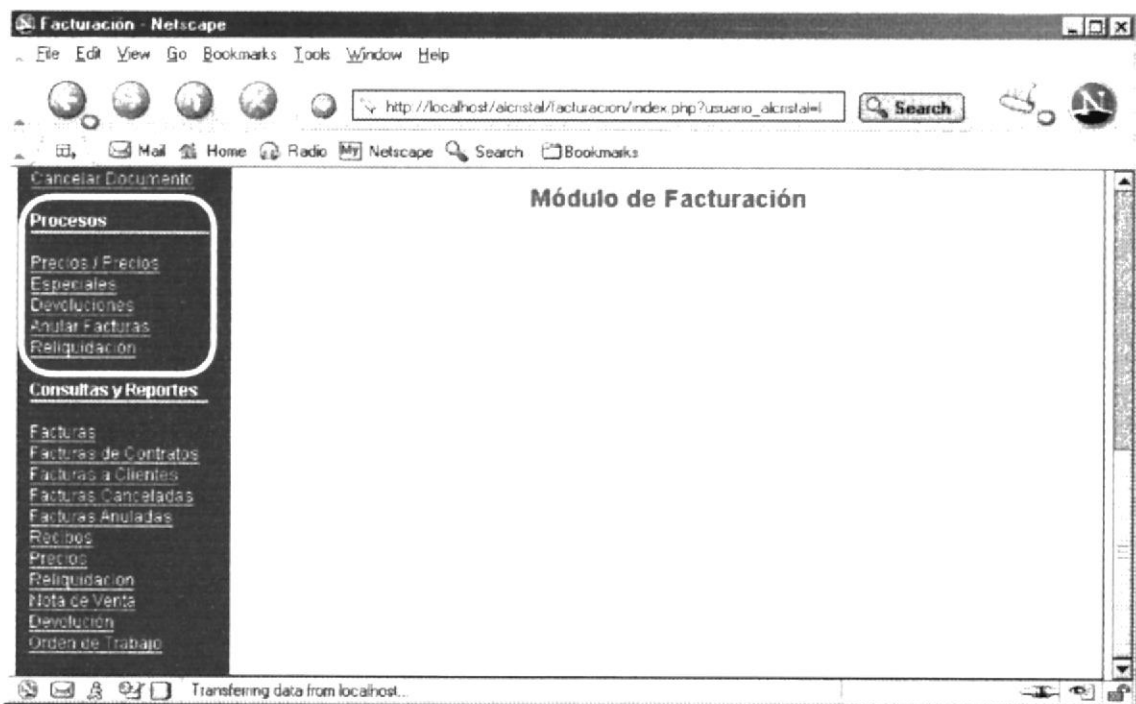 Facturación - Netscape
File Edit View Go Bookmarks Tools Window Help
http://localhost/alcristal/facturacion/index.php?usuario_alcristal=l
Search
N
Mail Home Radio My Netscape Search Bookmarks
Cancelar Documento
Módulo de Facturación
Procesos
Precios / Precios
Especiales
Devoluciones
Anular Facturas
Reliquidacion
Consultas y Reportes
Facturas
Facturas de Contratos
Facturas a Clientes
Facturas Canceladas
Facturas Anuladas
Recibos
Precios
Reliquidacion
Nota de Venta
Devolución
Orden de Trabajo
Transferring data from localhost...